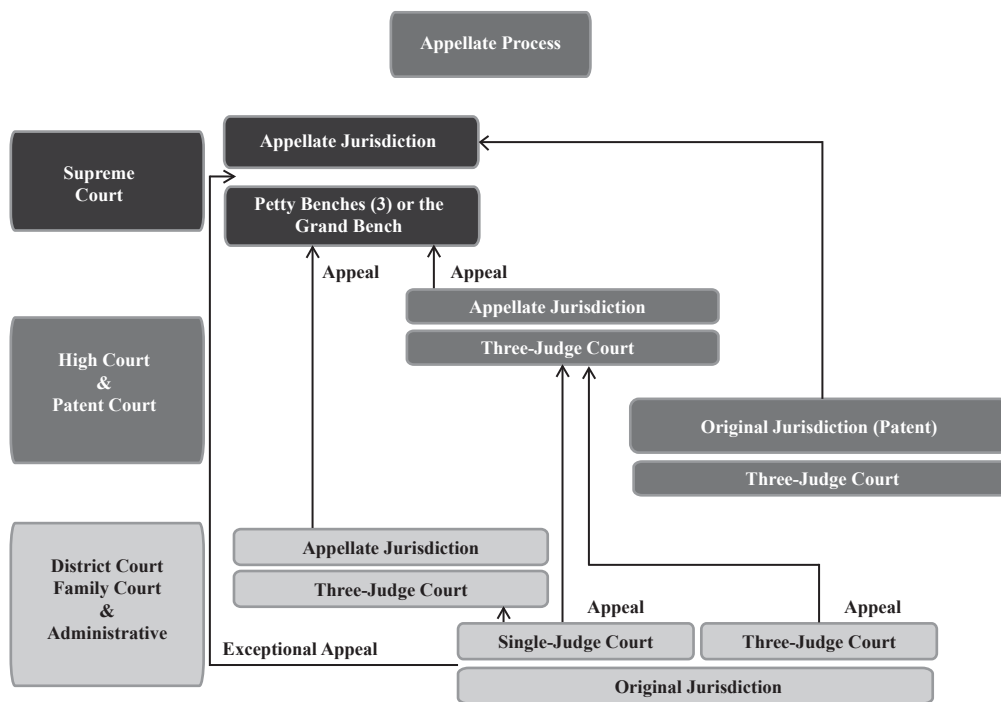 Appellate Process
Supreme
Court
Appellate Jurisdiction
Petty Benches (3) or the
Grand Bench
Appeal
Appeal
High Court
&
Patent Court
Appellate Jurisdiction
Three-Judge Court
Original Jurisdiction (Patent)
Three-Judge Court
District Court
Family Court
&
Administrative
Appellate Jurisdiction
Three-Judge Court
Appeal
Appeal
Exceptional Appeal
Single-Judge Court
Three-Judge Court
Original Jurisdiction